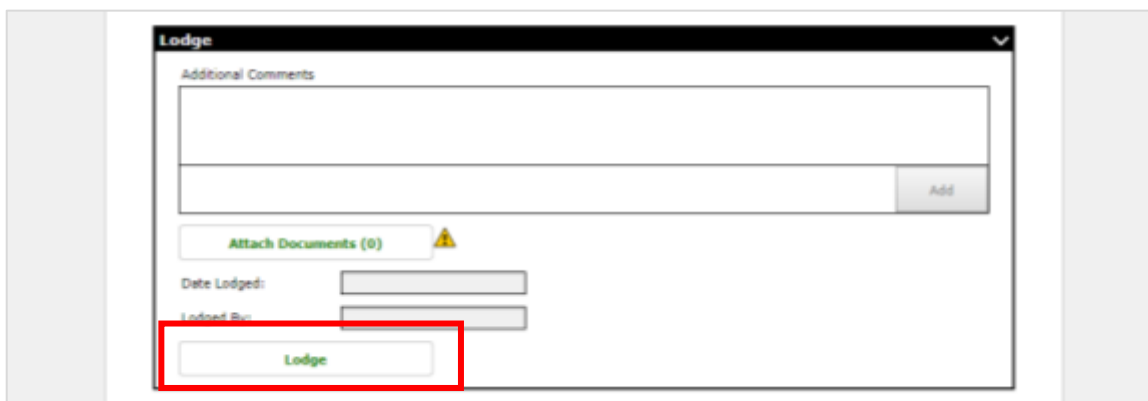 Lodge
Additional Comments
Add
Attach Documents (0)
Date Lodged:
Lodged By:
Lodge